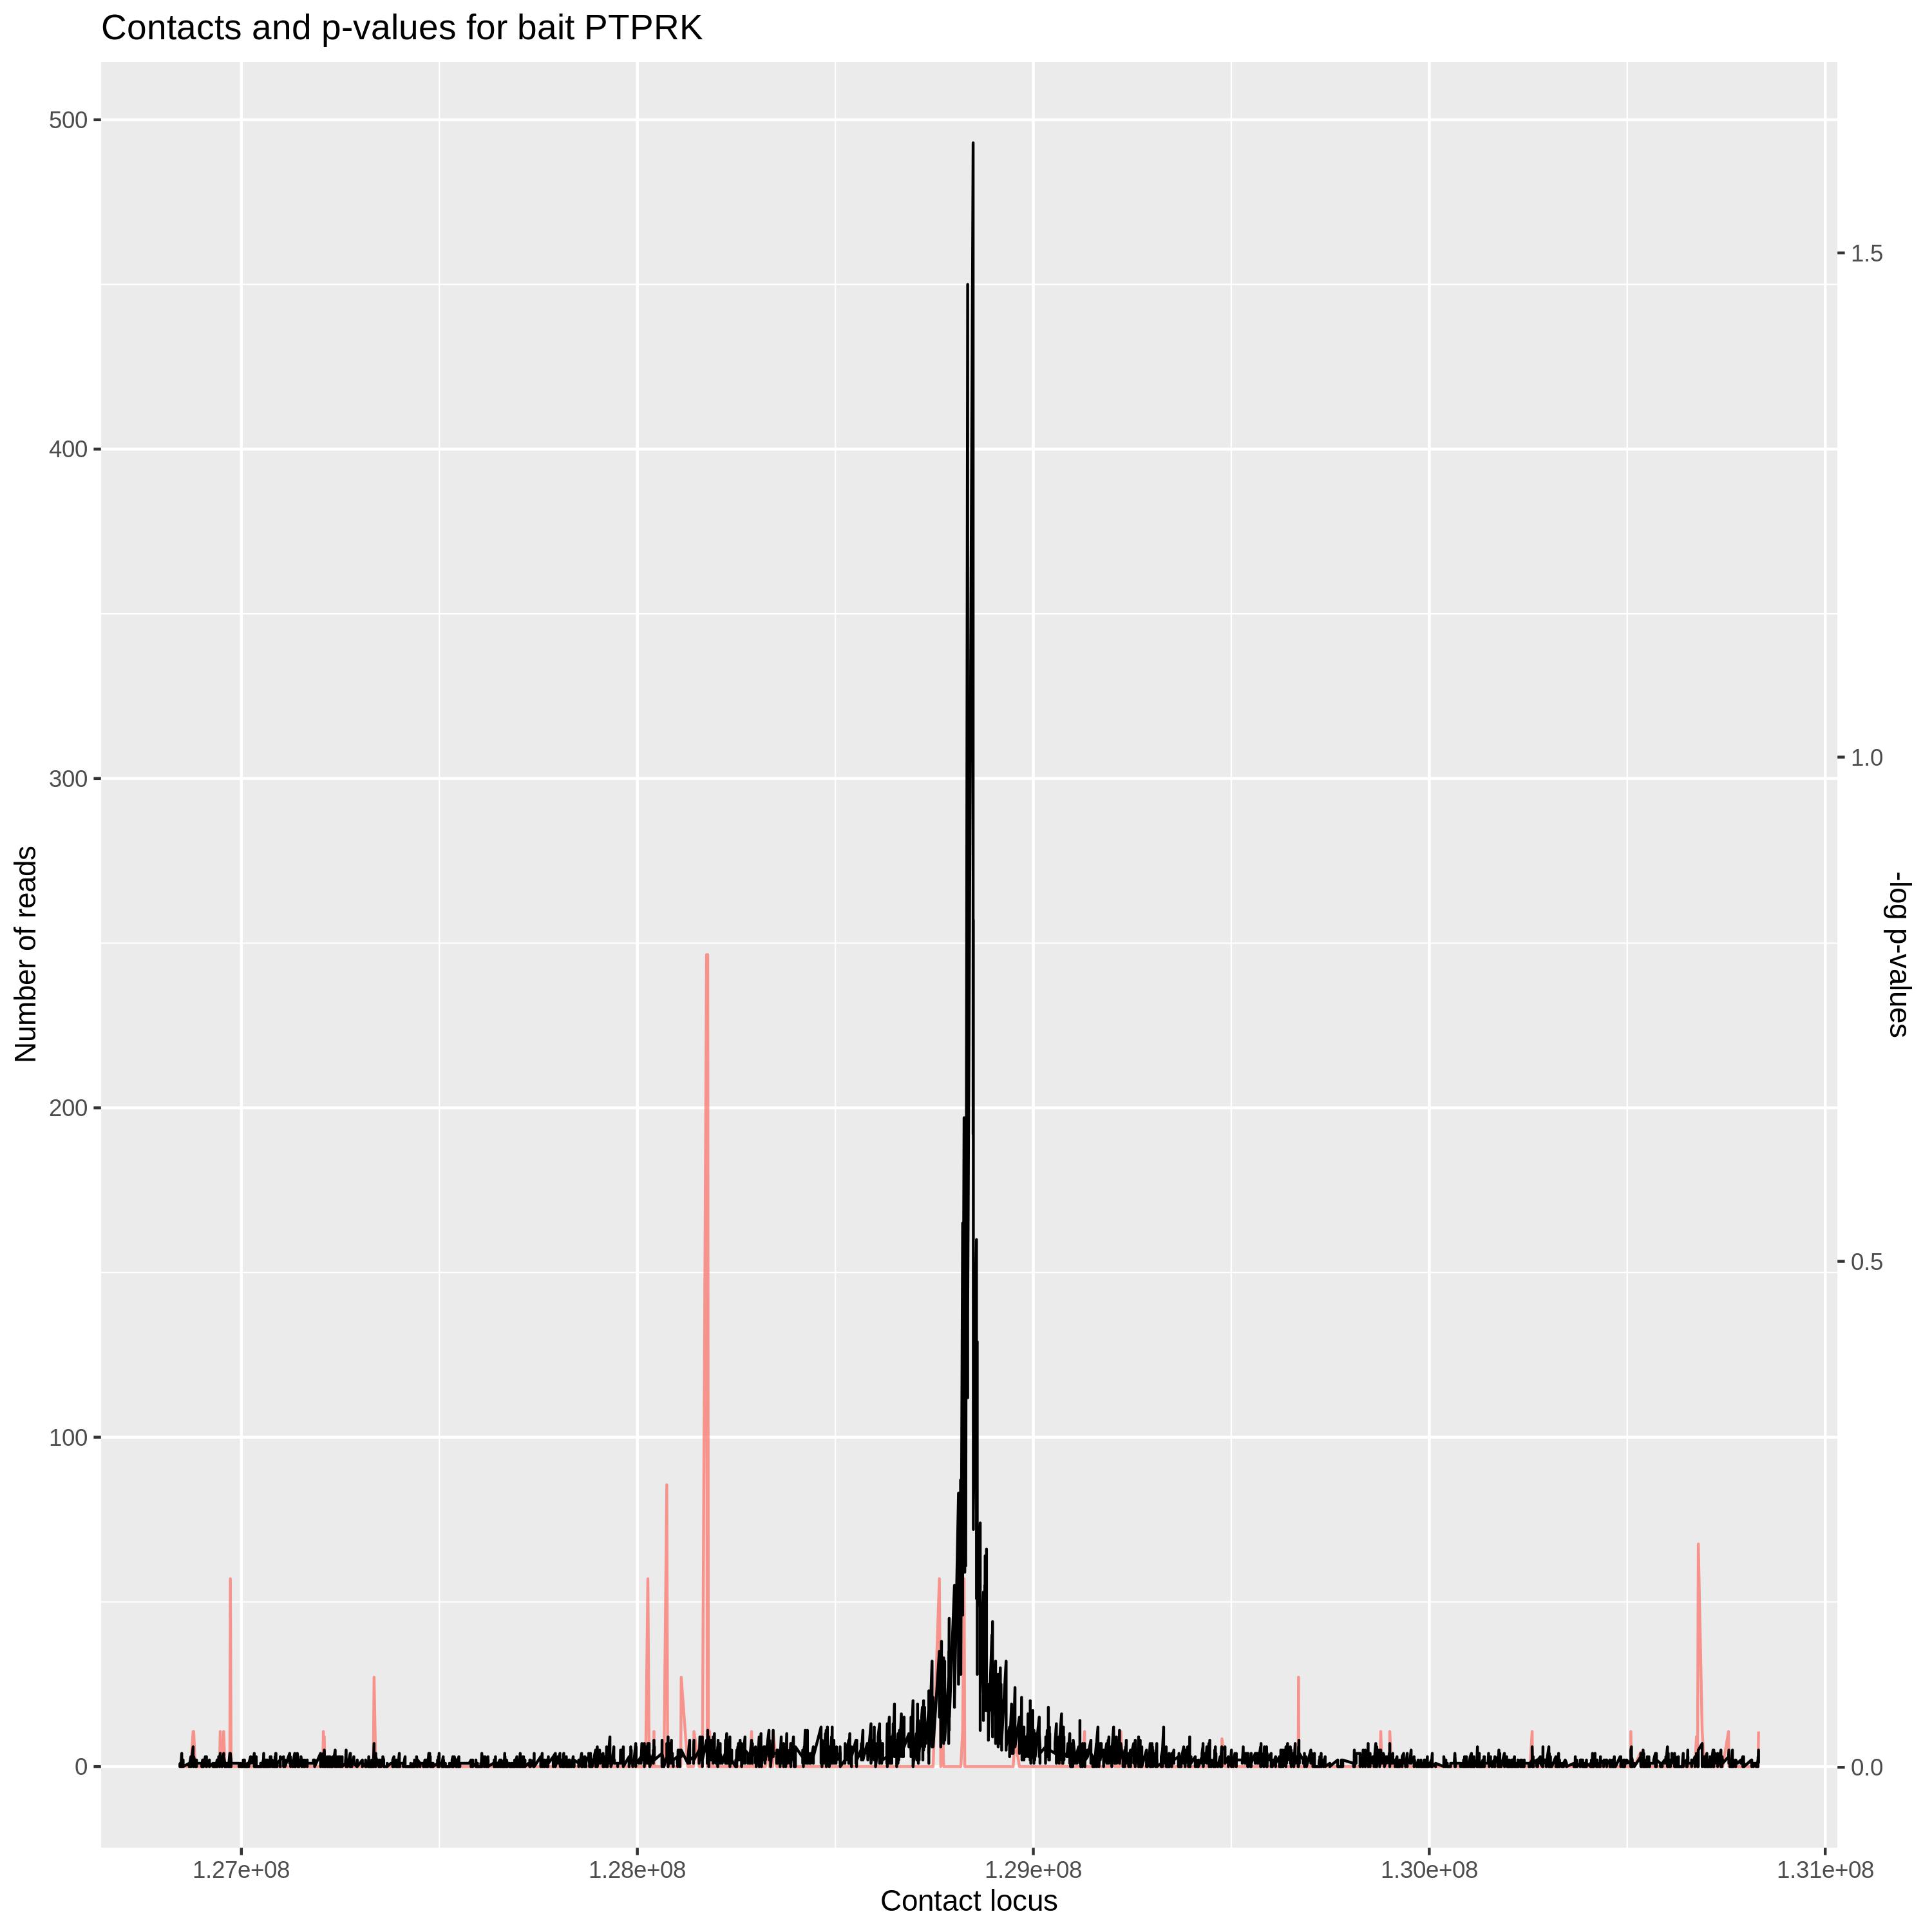 Contacts and p-values for bait PTPRK
500
400
300
200
100
0
Number of reads
1.5
1.0
0.5
0.0
-log p-values
1.27e+08
1.28e+08
1.29e+08
1.30e+08
1.31e+08
Contact locus